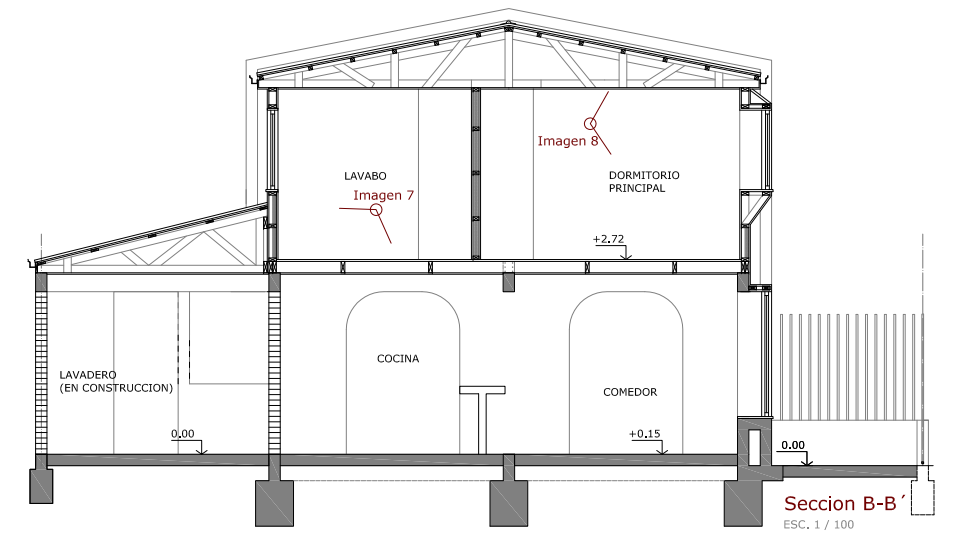 Imagen 8
LAVABO
DORMITORIO
PRINCIPAL
Imagen 7
+2.72
COCINA
LAVADERO
(EN CONSTRUCCION)
COMEDOR
0.00
+0.15
0.00
Seccion B-B´
ESC. 1 / 100